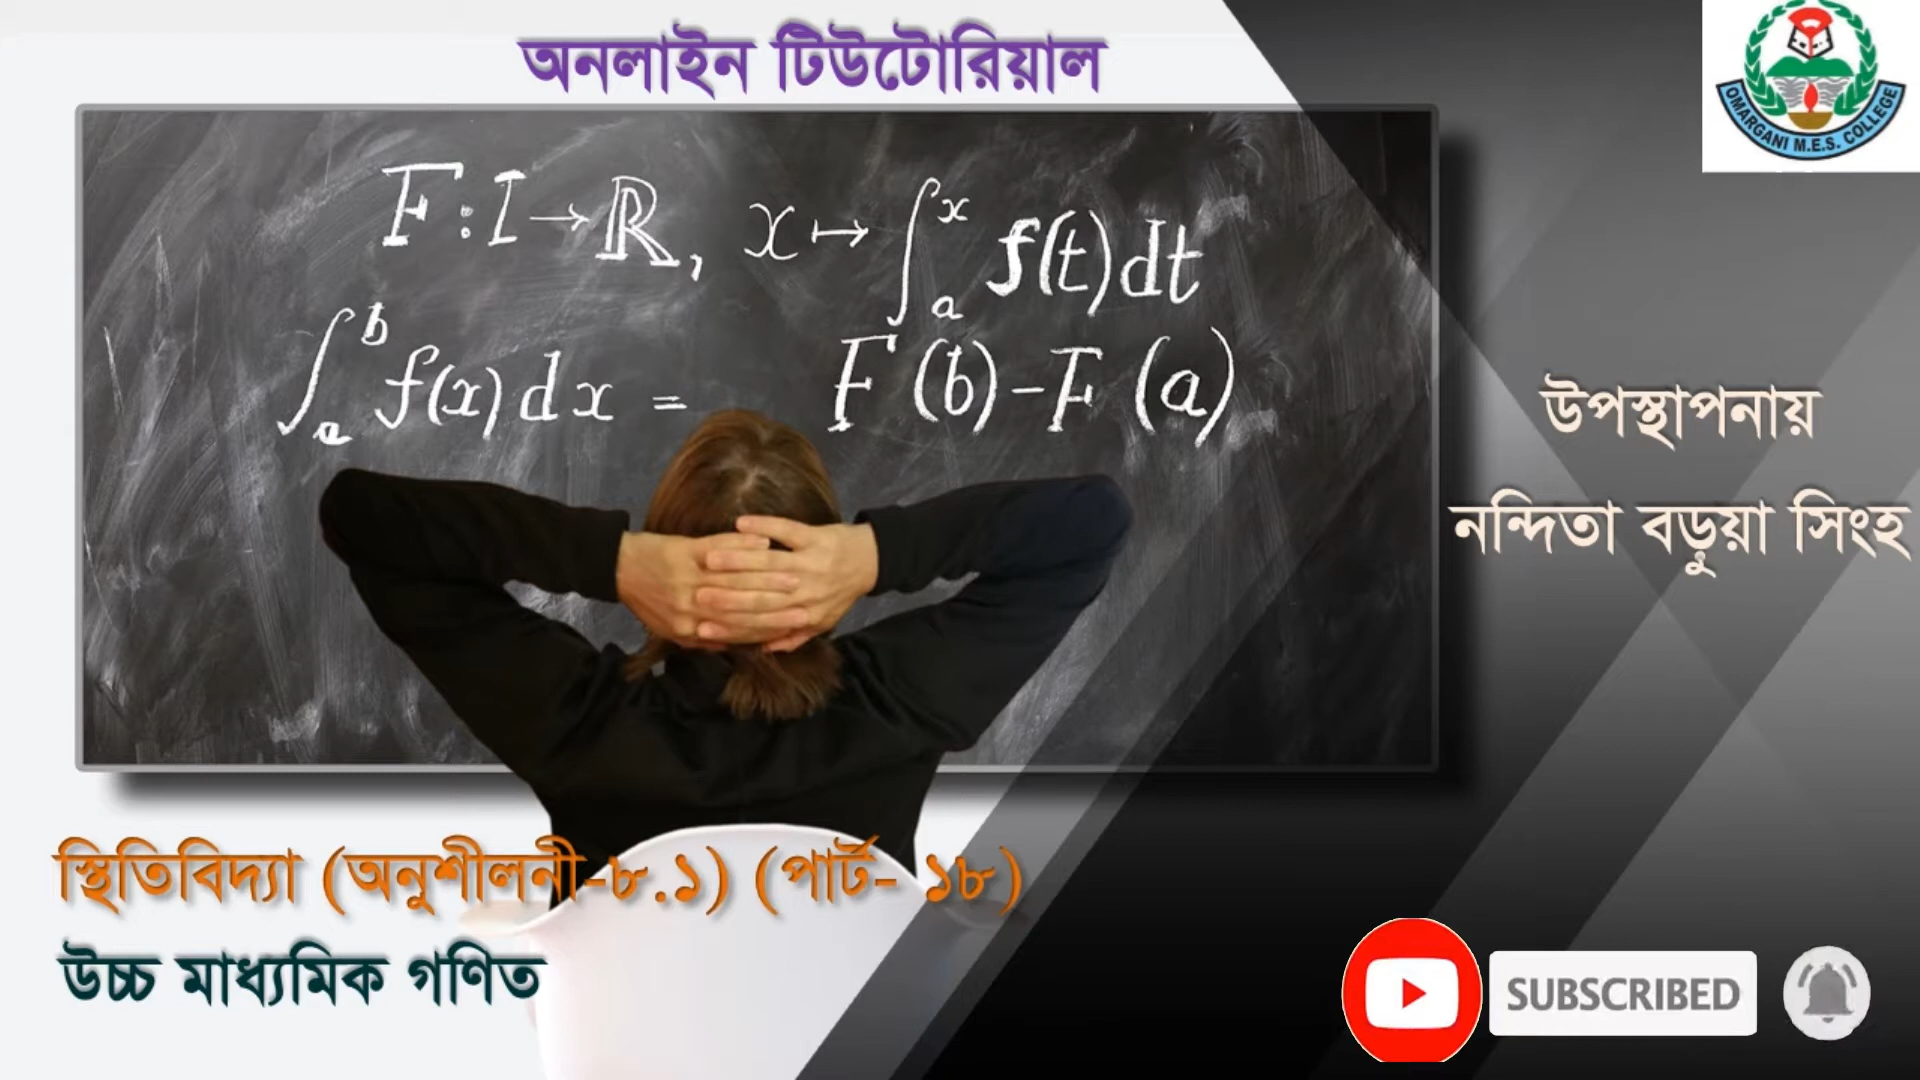 অনলাইন টিউটোরিয়াল
OMARGANI M.E.S. COLLEGE
F : I → ℝ, x ↦ ∫ₐˣ f(t) dt
∫ₐᵇ f(x) dx = F (b) - F (a)
উপস্থাপনায়
নন্দিতা বড়ুয়া সিংহ
স্থিতিবিদ্যা (অনুশীলনী-৮.১) (পার্ট- ১৮)
উচ্চ মাধ্যমিক গণিত
SUBSCRIBED